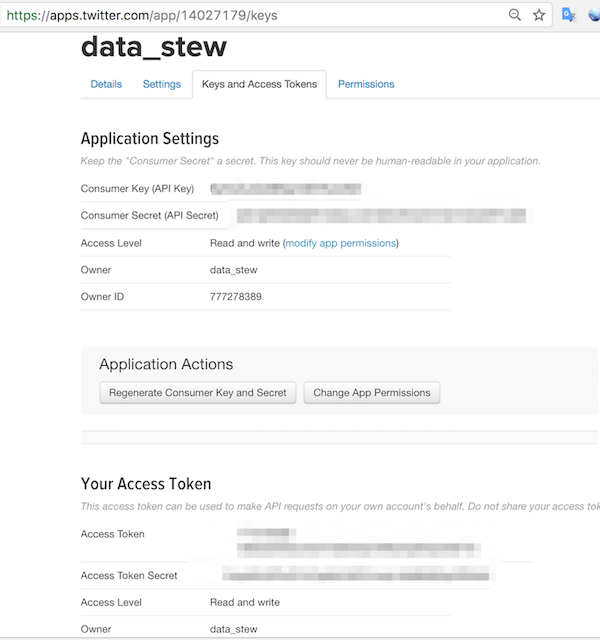 https://apps.twitter.com/app/14027179/keys
data_stew
Details Settings Keys and Access Tokens Permissions
Application Settings
Keep the "Consumer Secret" a secret. This key should never be human-readable in your application.
Consumer Key (API Key)
Consumer Secret (API Secret)
Access Level Read and write (modify app permissions)
Owner data_stew
Owner ID 777278389
Application Actions
Regenerate Consumer Key and Secret Change App Permissions
Your Access Token
This access token can be used to make API requests on your own account's behalf. Do not share your access
Access Token
Access Token Secret
Access Level Read and write
Owner data_stew